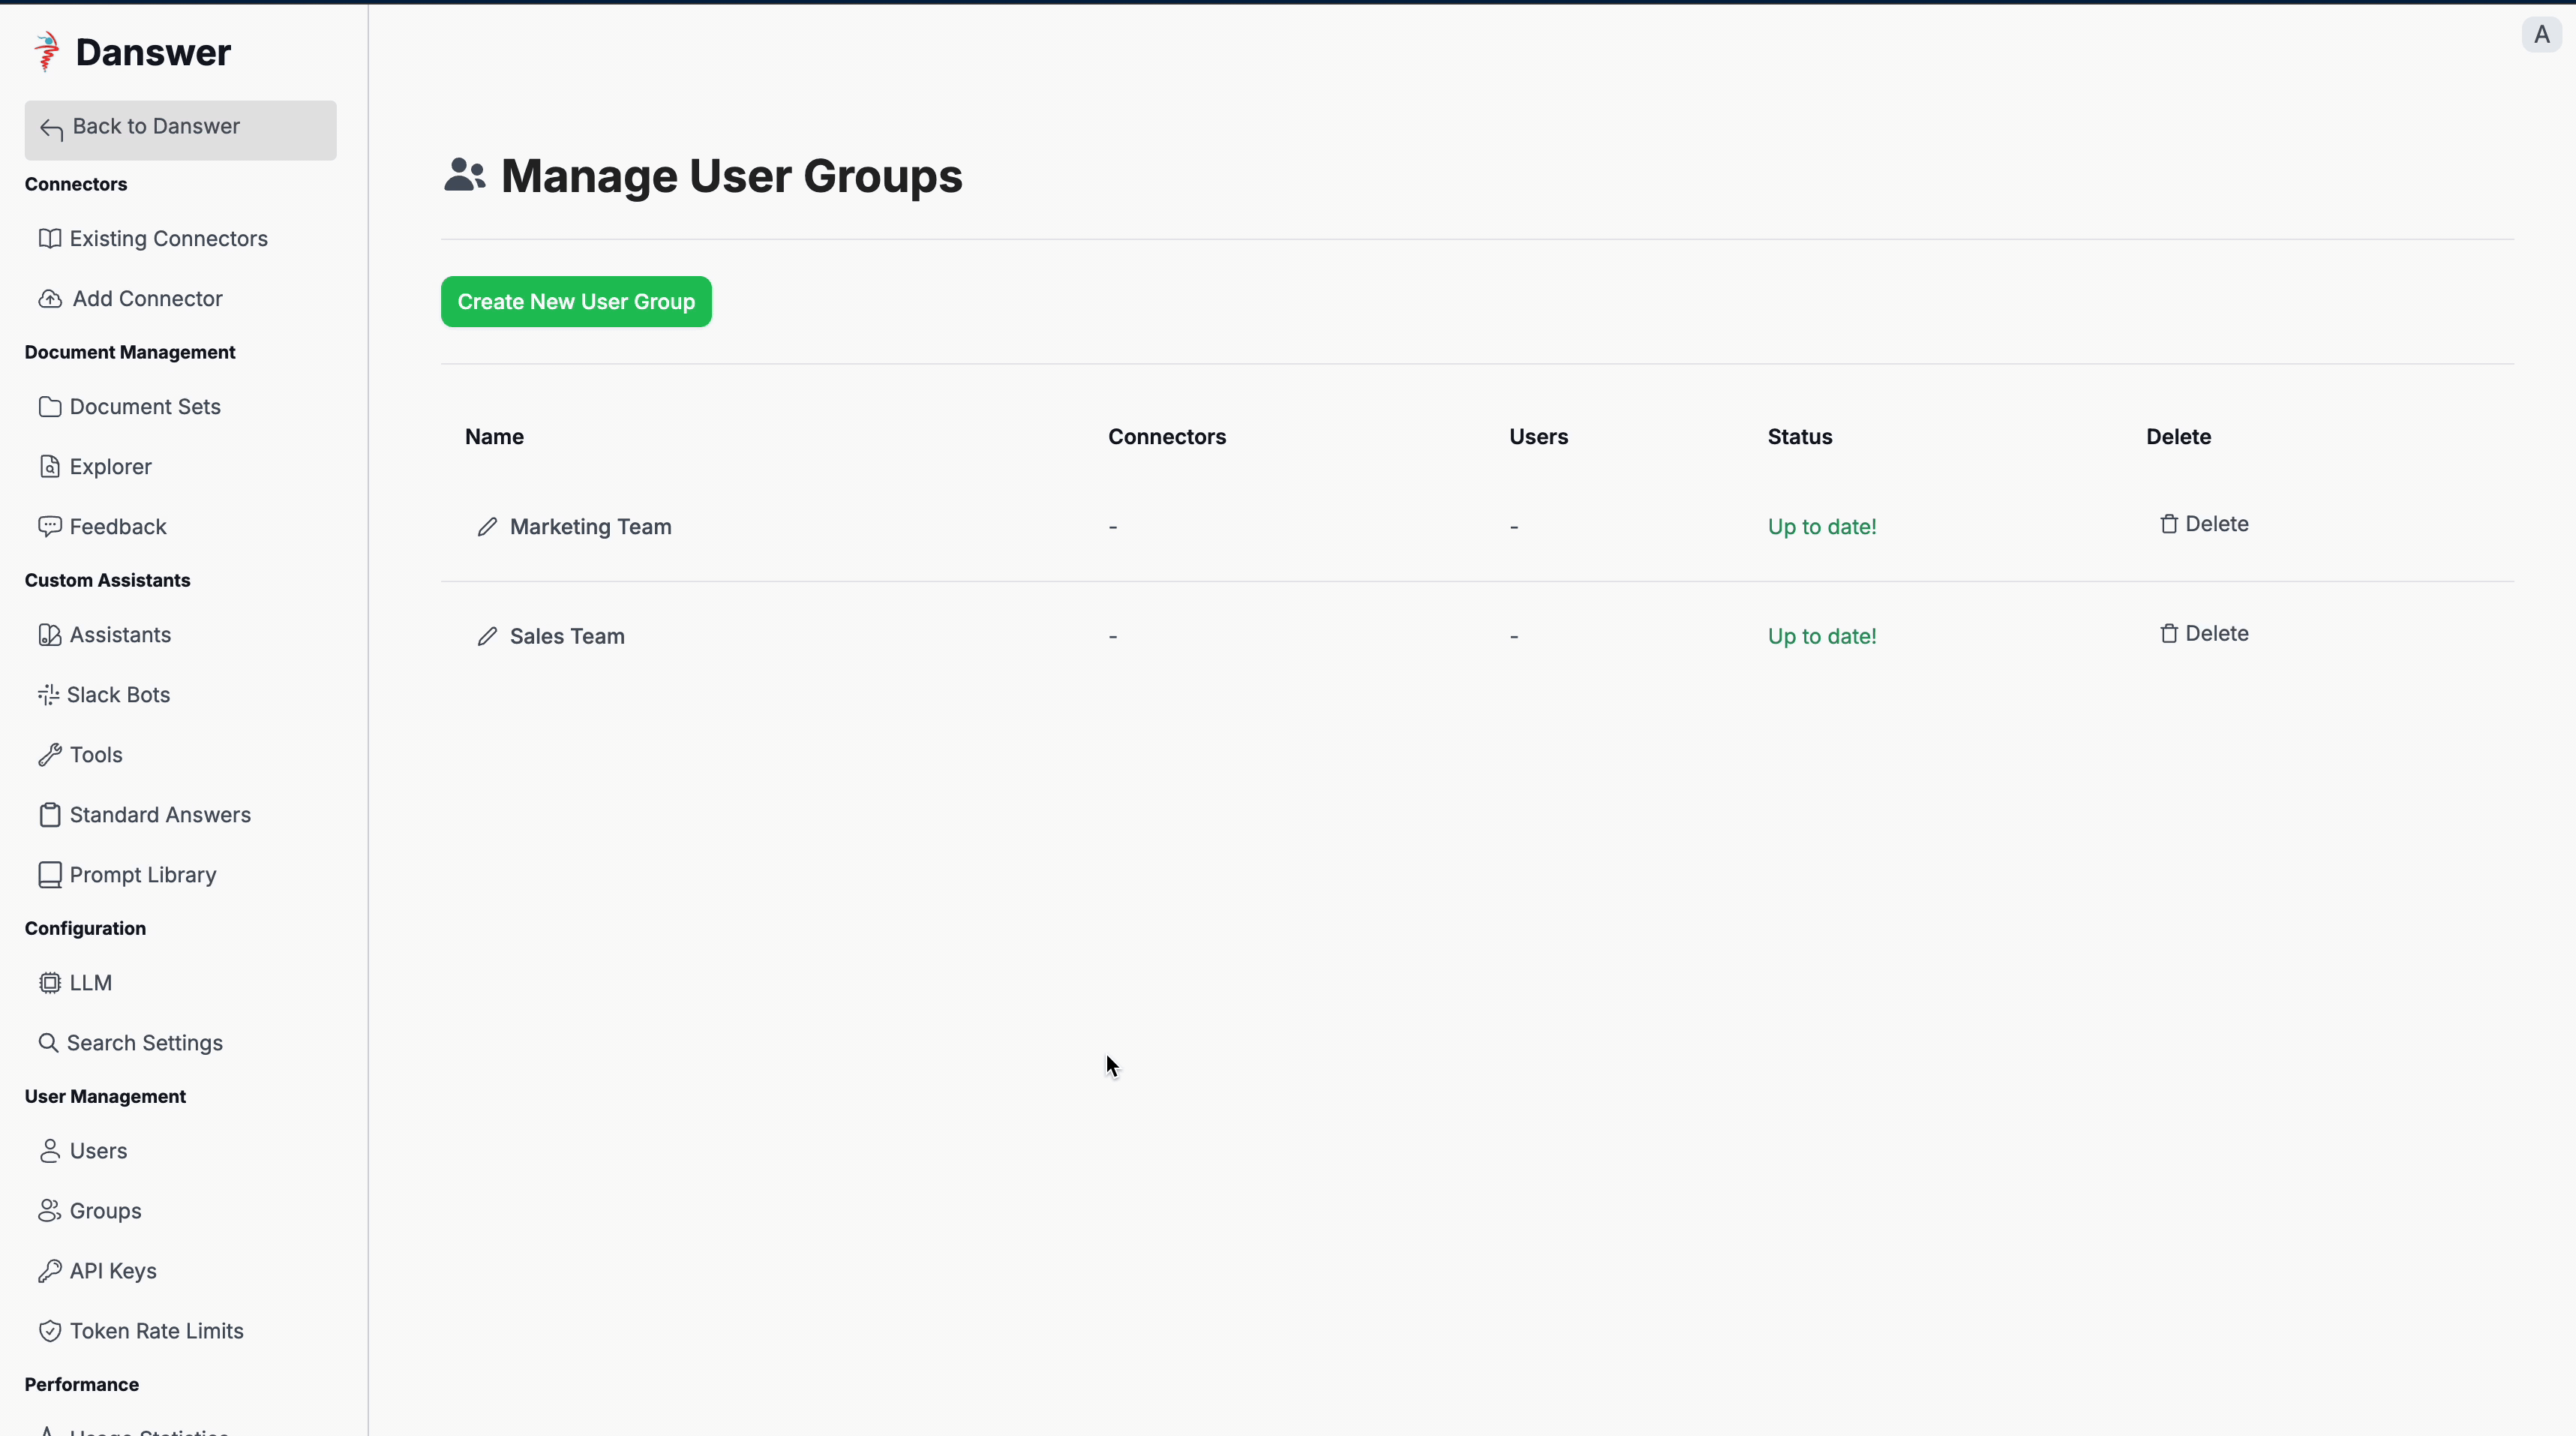 Danswer
A
Back to Danswer
Connectors
Existing Connectors
Add Connector
Document Management
Document Sets
Explorer
Feedback
Custom Assistants
Assistants
Slack Bots
Tools
Standard Answers
Prompt Library
Configuration
LLM
Search Settings
User Management
Users
Groups
API Keys
Token Rate Limits
Performance
Usage Statistics
Manage User Groups
Create New User Group
Name Connectors Users Status Delete
Marketing Team - - Up to date! Delete
Sales Team - - Up to date! Delete